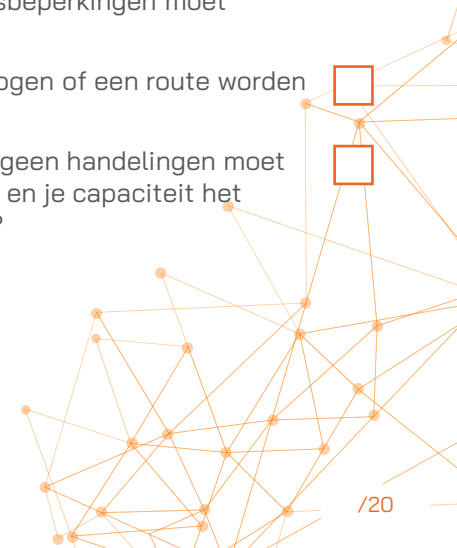 sbeperkingen moet
ogen of een route worden
geen handelingen moet
en je capaciteit het
?
/20